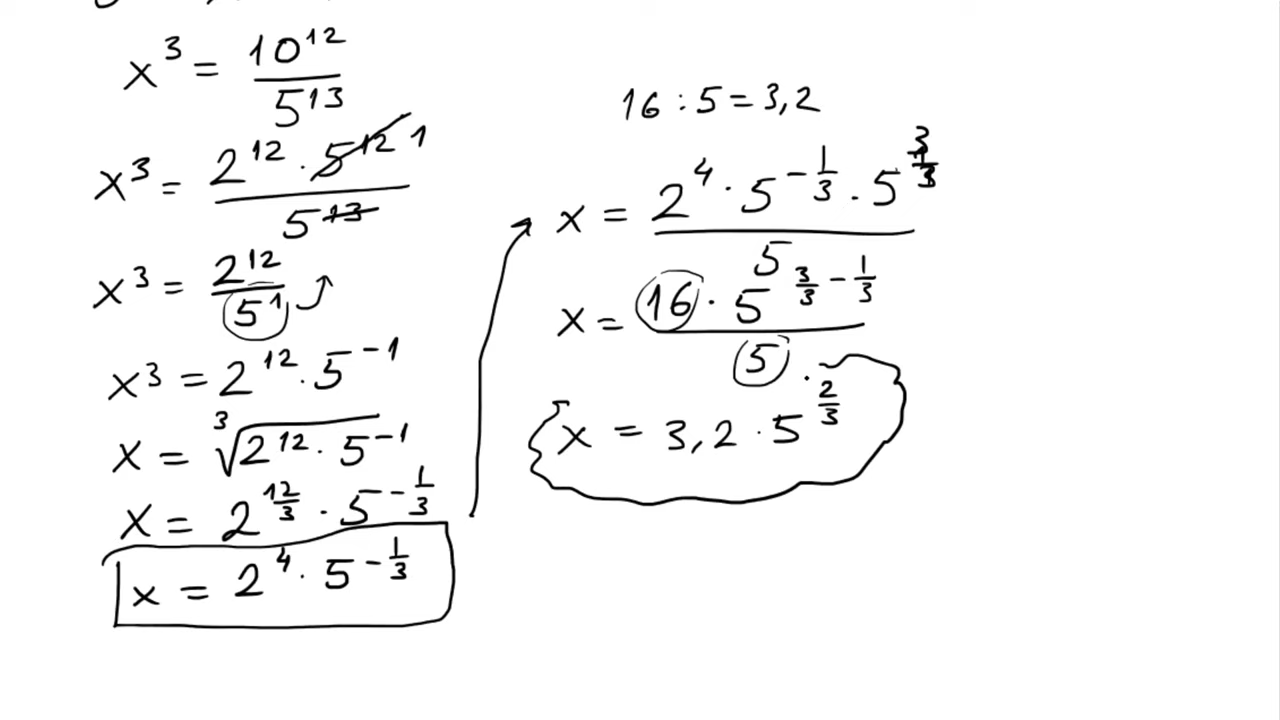 x³ = 10¹² / 5¹³
x³ = 2¹² · 5¹² 1 / 5¹³
x³ = 2¹² / 5¹
x³ = 2¹² · 5⁻¹
x = ∛(2¹² · 5⁻¹)
x = 2^(12/3) · 5^(-1/3)
x = 2⁴ · 5^(-1/3)
16 : 5 = 3,2
x = 2⁴ · 5^(-1/3) · 5^(3/3) / 5
x = 16 · 5^(3/3 - 1/3) / 5
x = 3,2 · 5^(2/3)